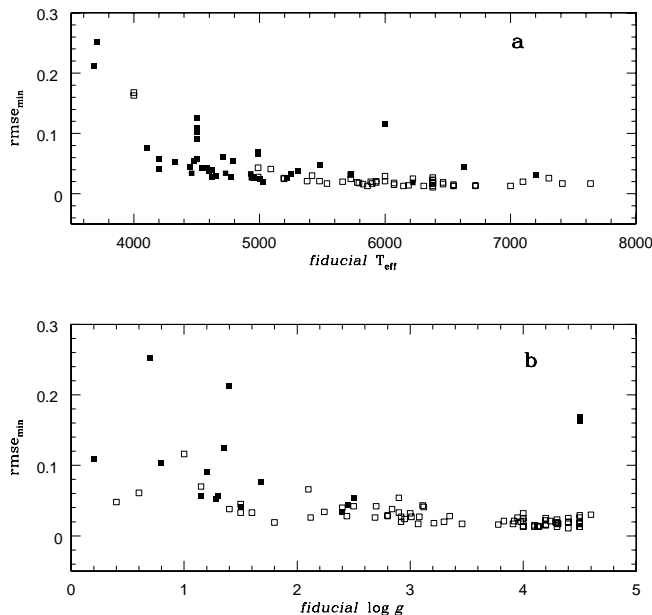 a
0.3
0.2
0.1
0
rmse_min
4000 5000 6000 7000 8000
fiducial T_eff
b
0.3
0.2
0.1
0
rmse_min
0 1 2 3 4 5
fiducial log g